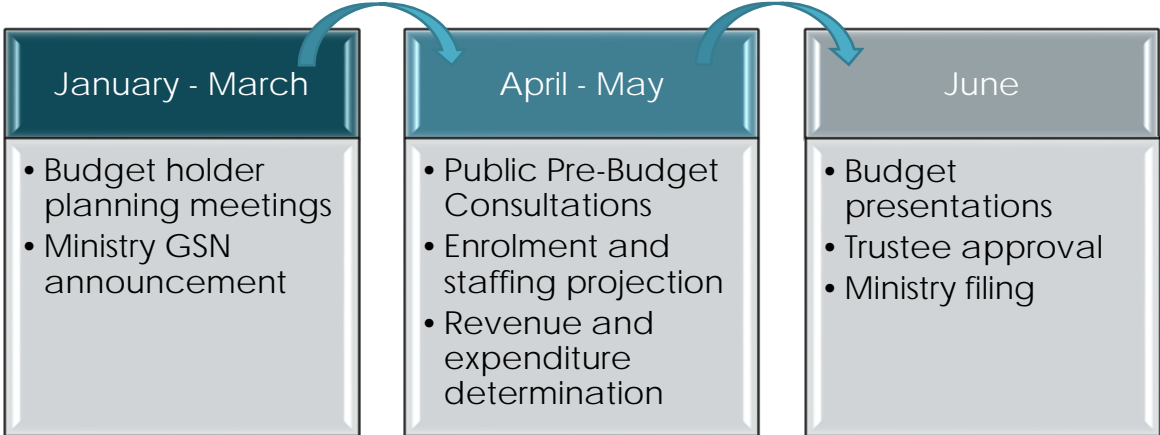 January - March
• Budget holder
planning meetings
• Ministry GSN
announcement
April - May
• Public Pre-Budget
Consultations
• Enrolment and
staffing projection
• Revenue and
expenditure
determination
June
• Budget
presentations
• Trustee approval
• Ministry filing